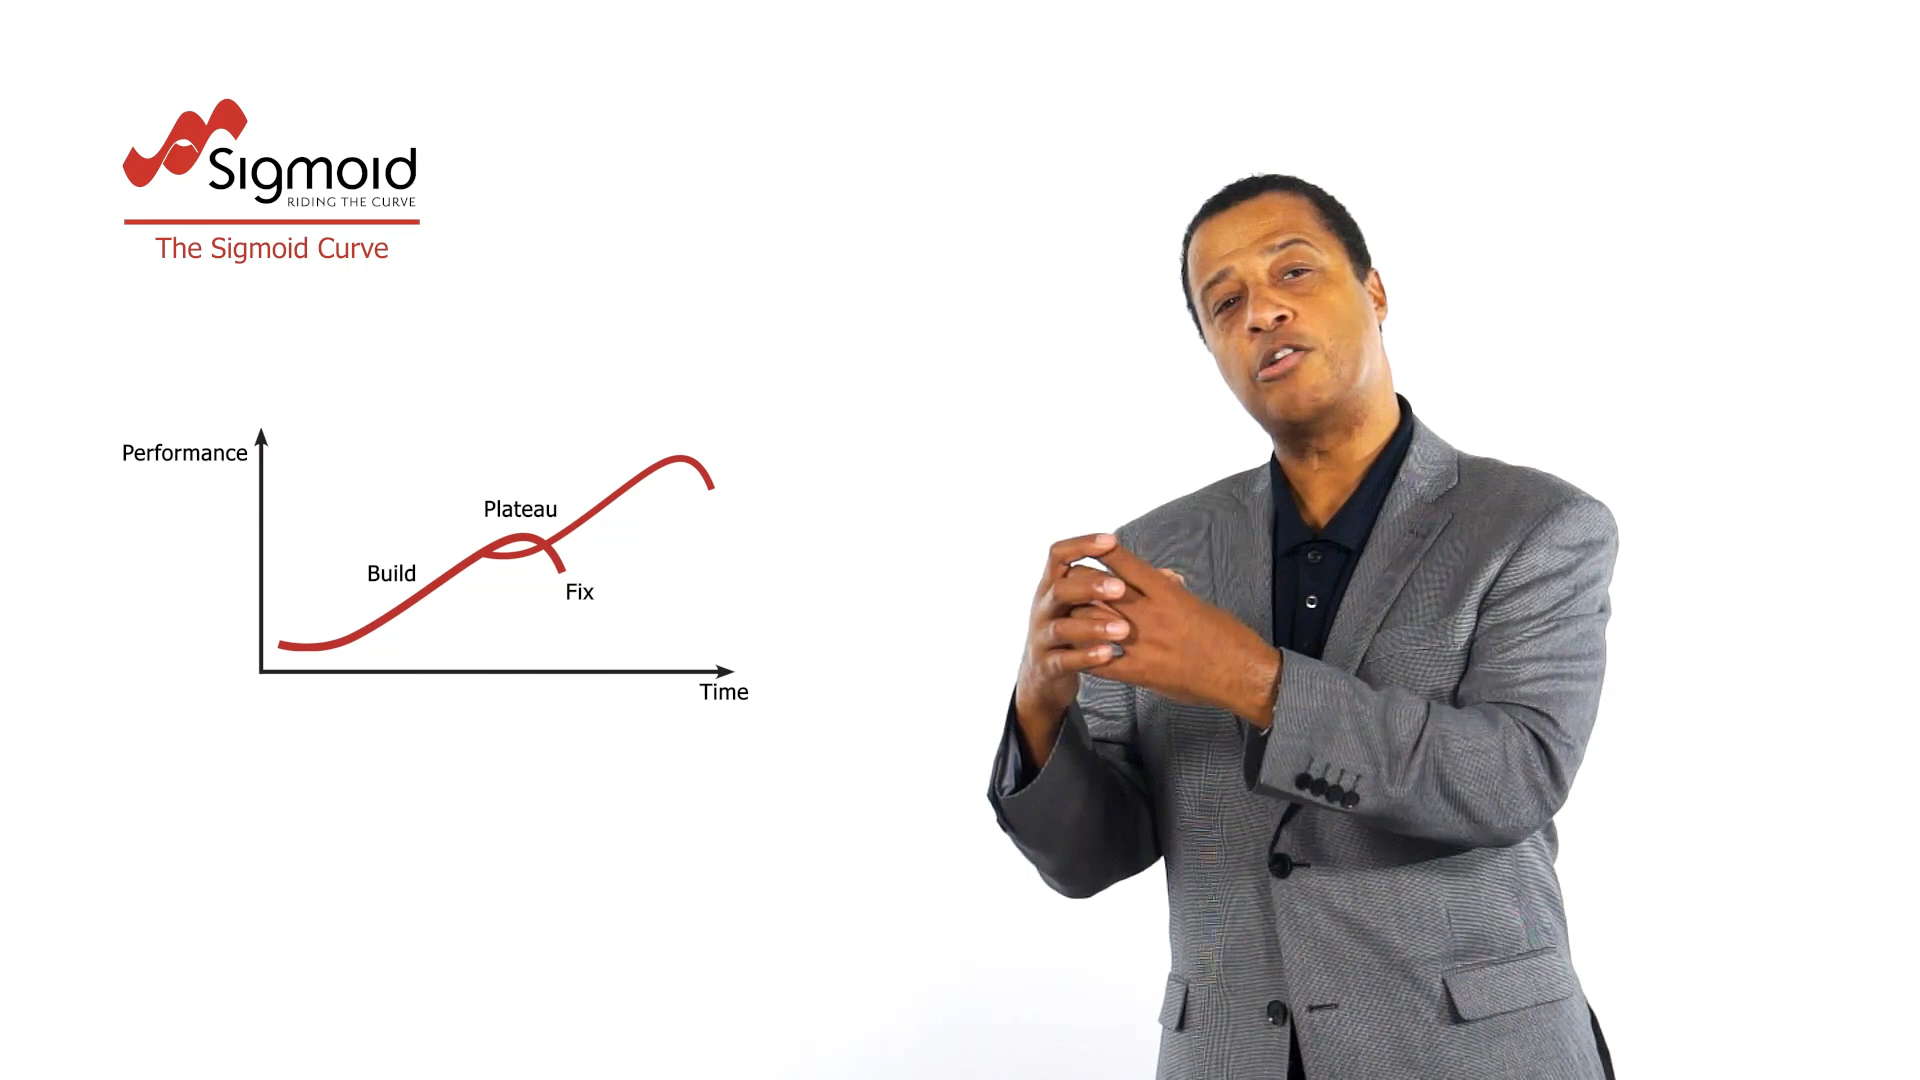 Sigmoid
RIDING THE CURVE
The Sigmoid Curve
Performance
Plateau
Build
Fix
Time